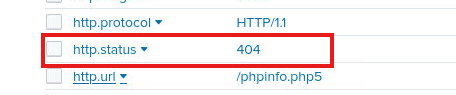 http.protocol HTTP/1.1
http.status 404
http.url /phpinfo.php5